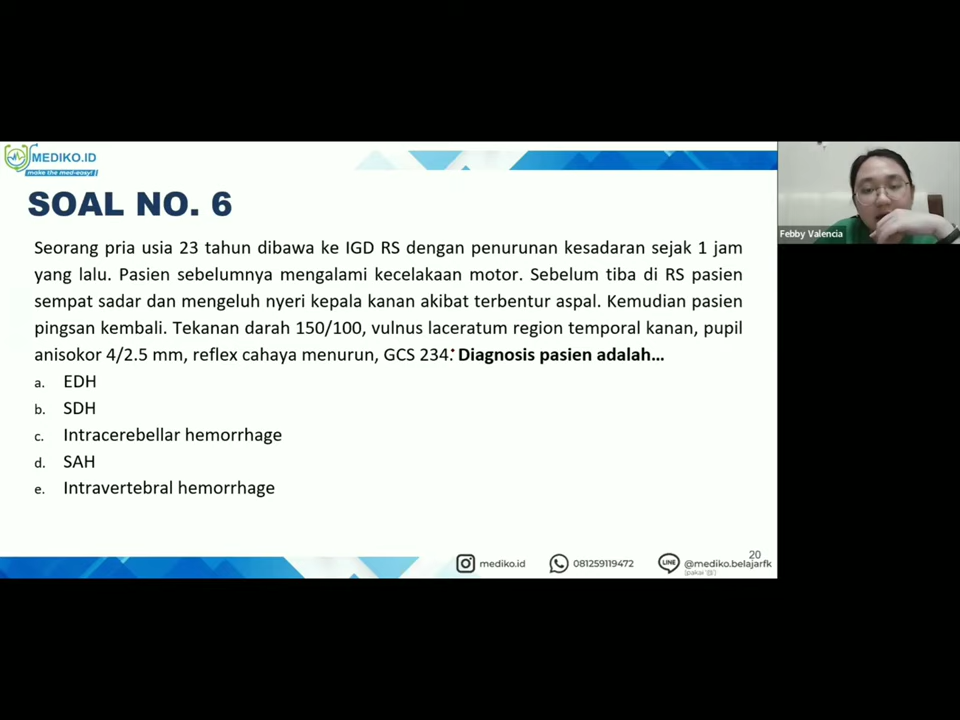 MEDIKO.ID
make the med-easy!
SOAL NO. 6
Seorang pria usia 23 tahun dibawa ke IGD RS dengan penurunan kesadaran sejak 1 jam
yang lalu. Pasien sebelumnya mengalami kecelakaan motor. Sebelum tiba di RS pasien
sempat sadar dan mengeluh nyeri kepala kanan akibat terbentur aspal. Kemudian pasien
pingsan kembali. Tekanan darah 150/100, vulnus laceratum region temporal kanan, pupil
anisokor 4/2.5 mm, reflex cahaya menurun, GCS 234. Diagnosis pasien adalah...
a. EDH
b. SDH
c. Intracerebellar hemorrhage
d. SAH
e. Intravertebral hemorrhage
20
mediko.id
081259119472
LINE
@mediko.belajarfk
(pakai '@')
Febby Valencia